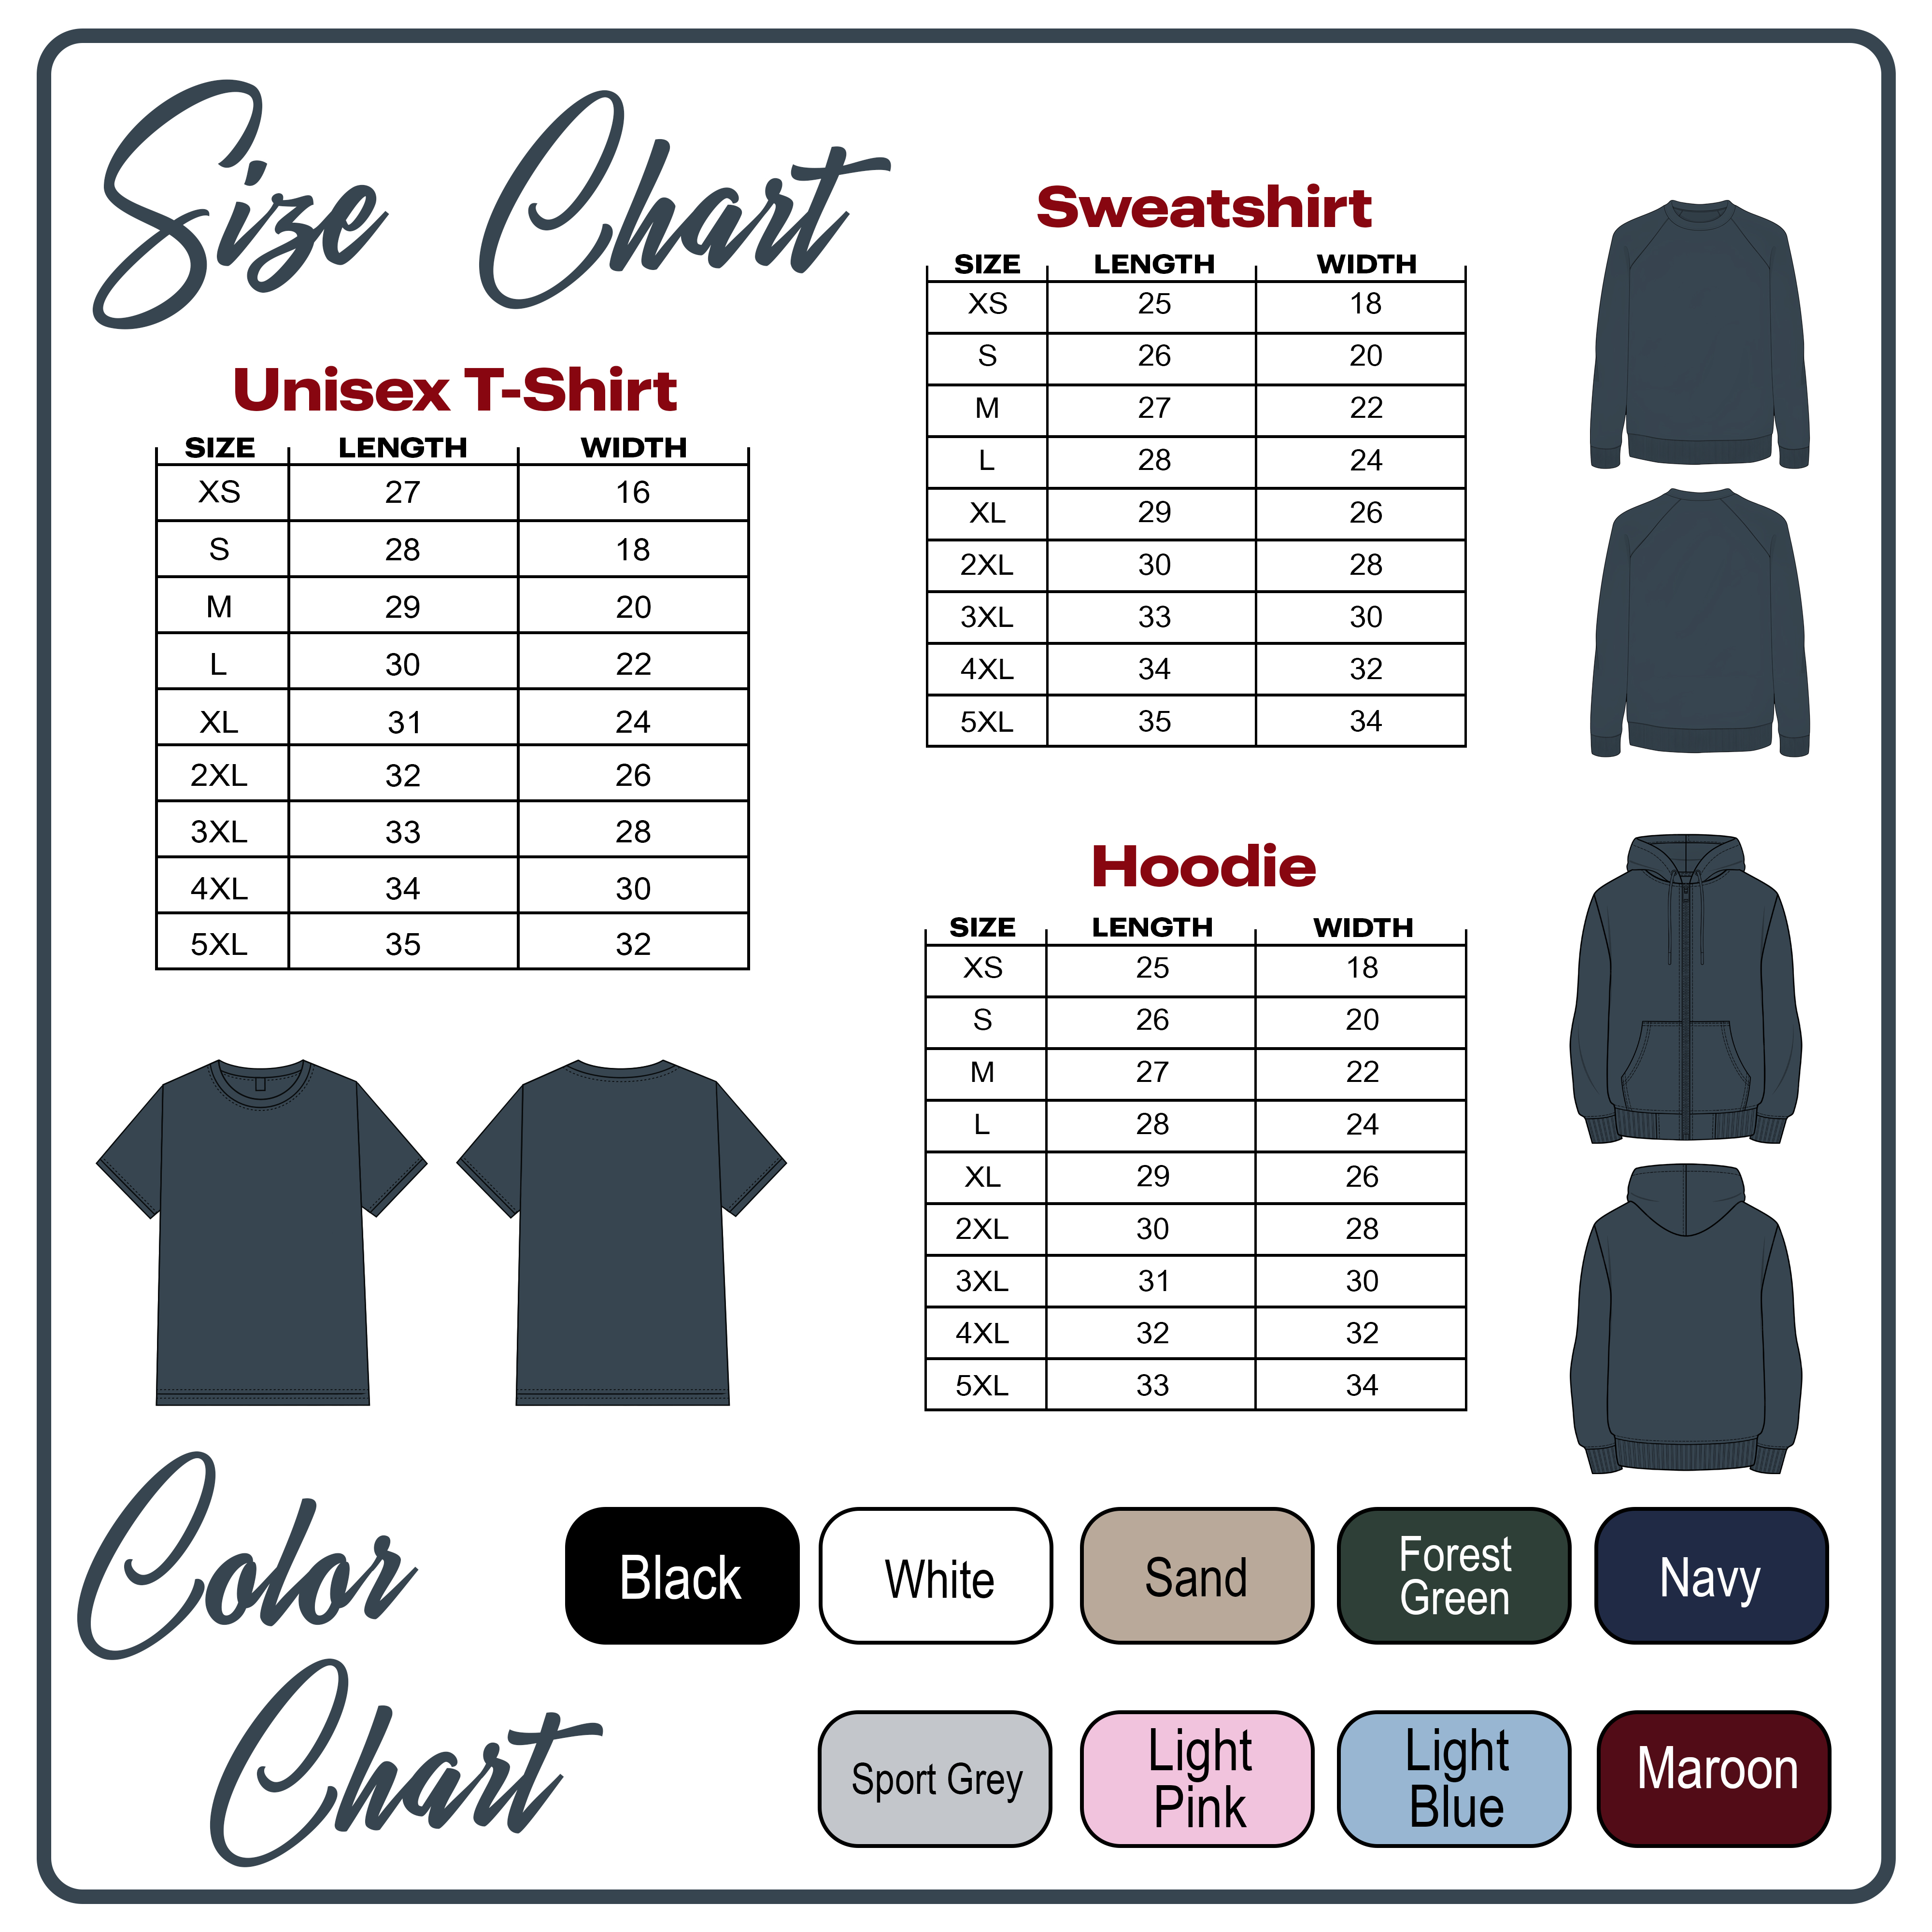 Size Chart
Unisex T-Shirt
SIZE LENGTH WIDTH
XS 27 16
S 28 18
M 29 20
L 30 22
XL 31 24
2XL 32 26
3XL 33 28
4XL 34 30
5XL 35 32
Sweatshirt
SIZE LENGTH WIDTH
XS 25 18
S 26 20
M 27 22
L 28 24
XL 29 26
2XL 30 28
3XL 33 30
4XL 34 32
5XL 35 34
Hoodie
SIZE LENGTH WIDTH
XS 25 18
S 26 20
M 27 22
L 28 24
XL 29 26
2XL 30 28
3XL 31 30
4XL 32 32
5XL 33 34
Color
Chart
Black
White
Sand
Forest
Green
Navy
Sport Grey
Light
Pink
Light
Blue
Maroon